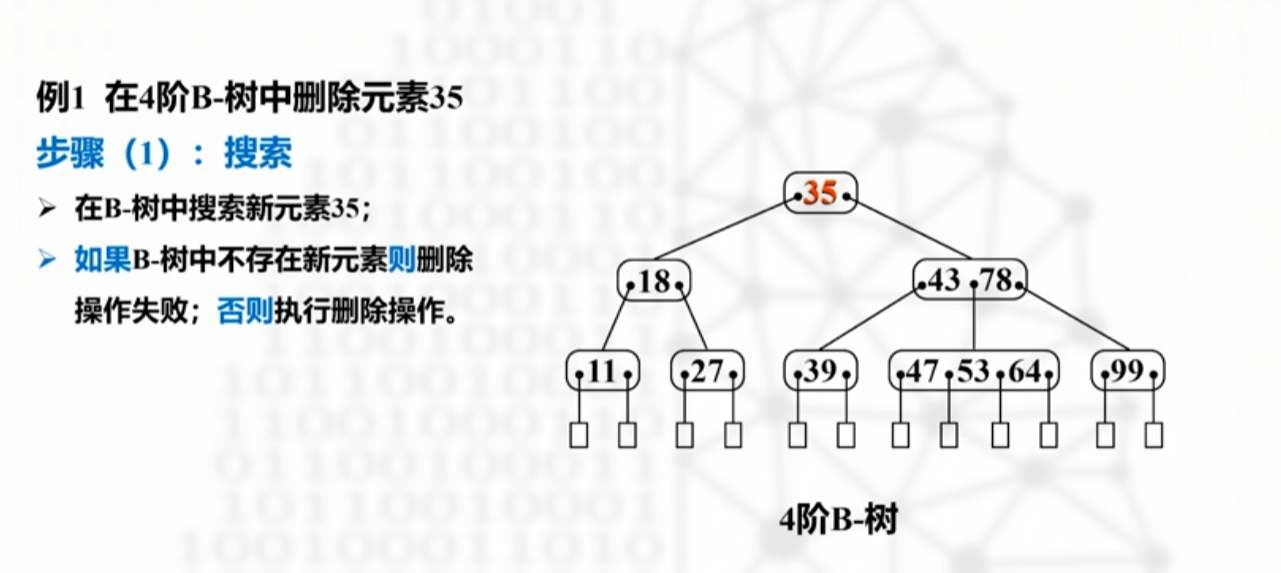 例1 在4阶B-树中删除元素35
步骤（1）：搜索
➢ 在B-树中搜索新元素35；
➢ 如果B-树中不存在新元素则删除
操作失败；否则执行删除操作。
35
18
43 78
11
27
39
47 53 64
99
4阶B-树